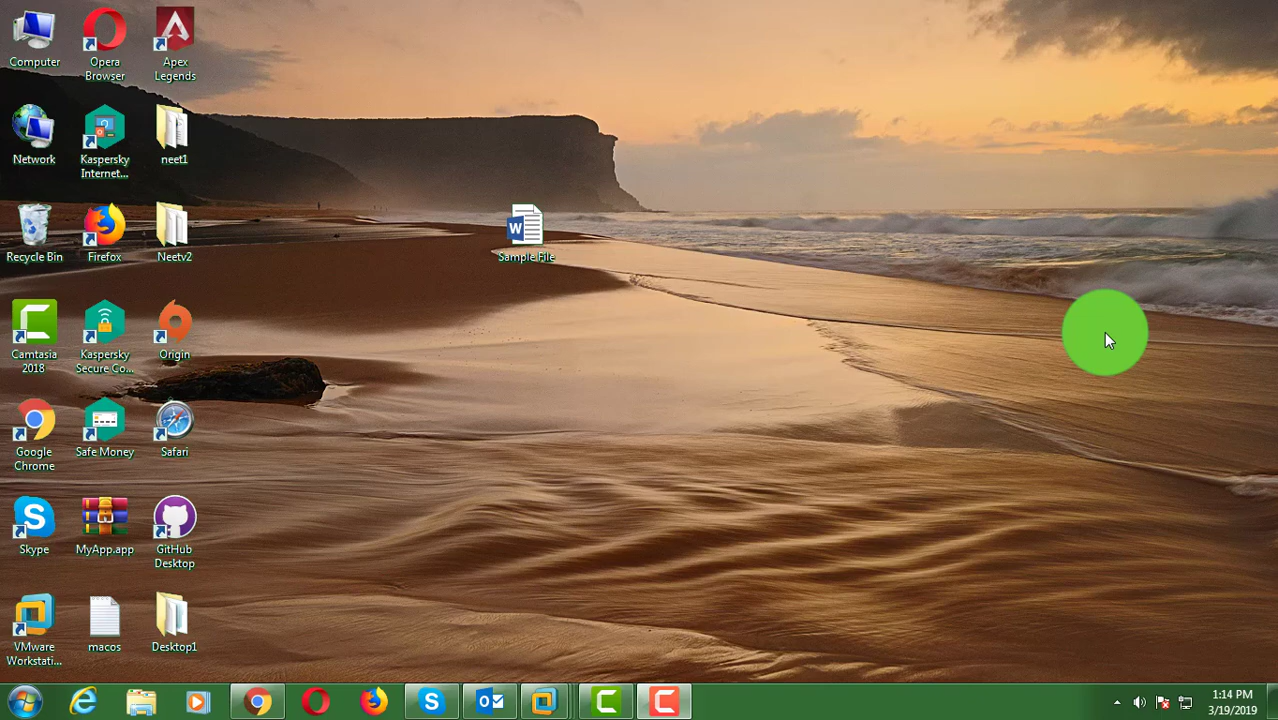 Computer
Opera
Browser
Apex
Legends
Network
Kaspersky
Internet...
neet1
Recycle Bin
Firefox
Neetv2
W
Sample File
Camtasia
2018
Kaspersky
Secure Co...
Origin
Google
Chrome
Safe Money
Safari
Skype
MyApp.app
GitHub
Desktop
VMware
Workstati...
macos
Desktop1
1:14 PM
3/19/2019